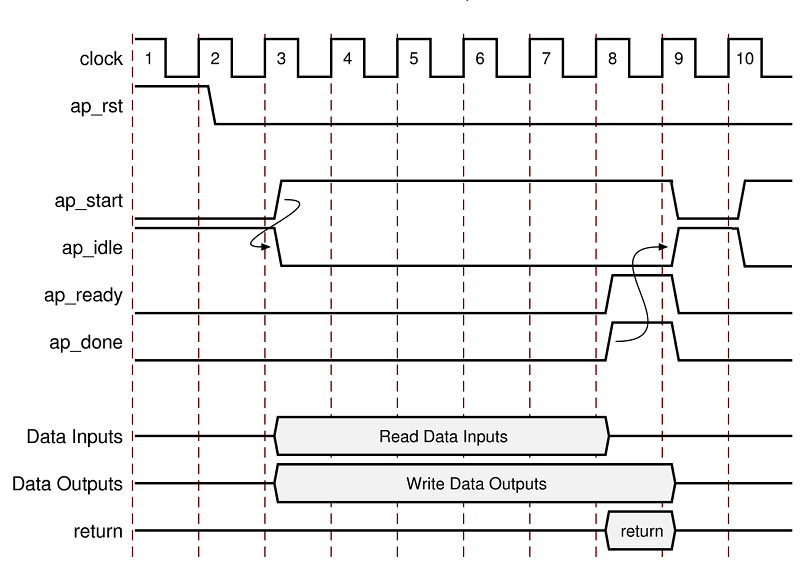 clock 1 2 3 4 5 6 7 8 9 10
ap_rst
ap_start
ap_idle
ap_ready
ap_done
Data Inputs Read Data Inputs
Data Outputs Write Data Outputs
return return